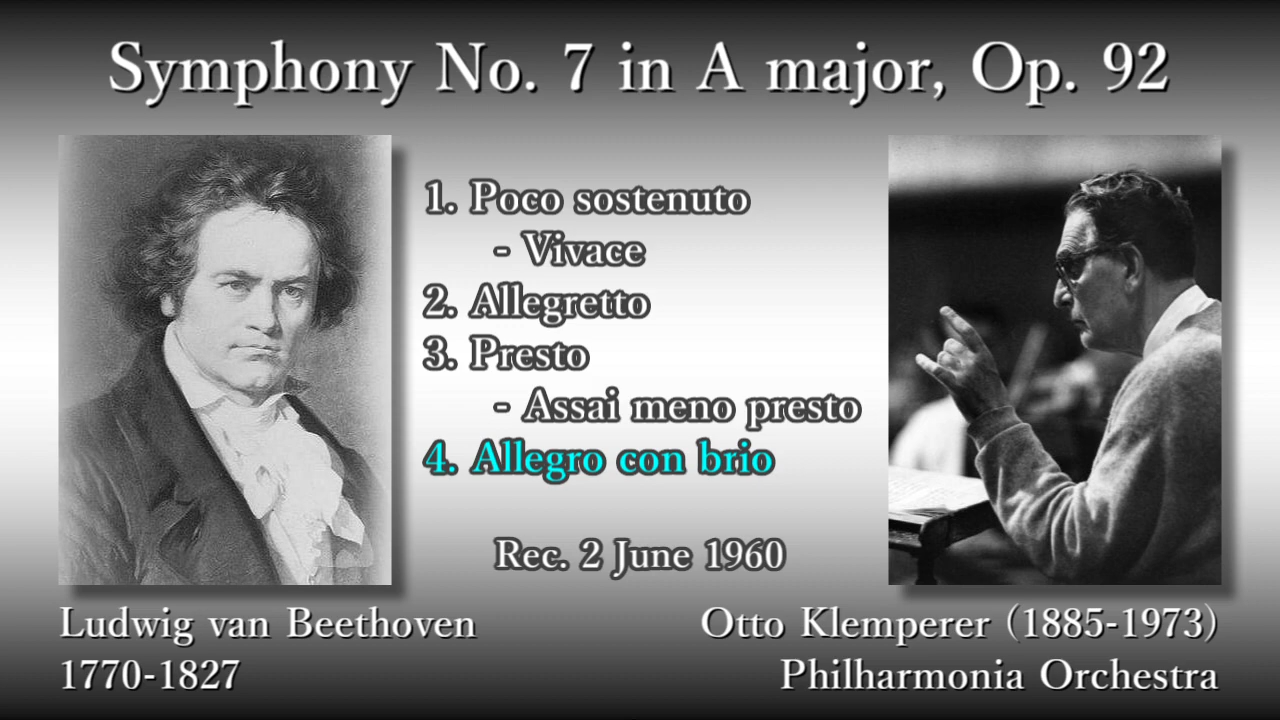 Symphony No. 7 in A major, Op. 92
1. Poco sostenuto
- Vivace
2. Allegretto
3. Presto
- Assai meno presto
4. Allegro con brio
Rec. 2 June 1960
Ludwig van Beethoven
1770-1827
Otto Klemperer (1885-1973)
Philharmonia Orchestra